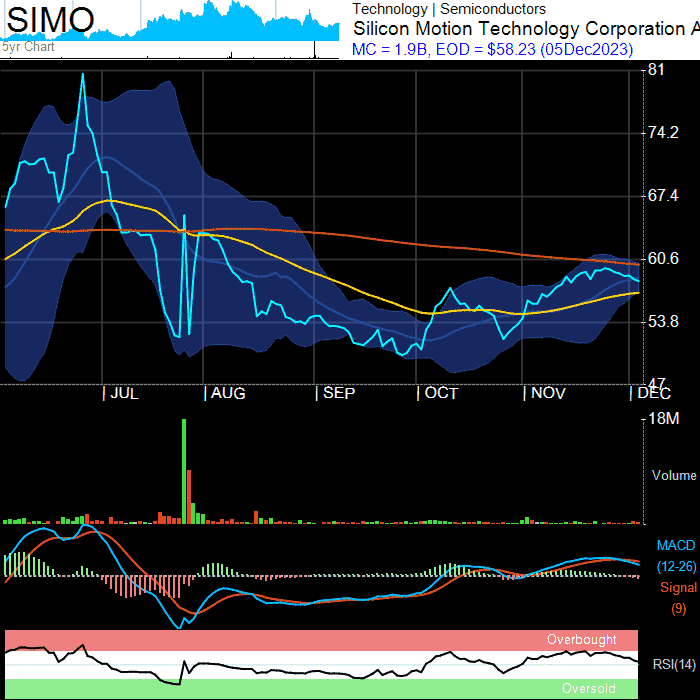 SIMO
5yr Chart
Technology | Semiconductors
Silicon Motion Technology Corporation A
MC = 1.9B, EOD = $58.23 (05Dec2023)
81
74.2
67.4
60.6
53.8
47
| JUL
| AUG
| SEP
| OCT
| NOV
| DEC
18M
Volume
MACD
(12-26)
Signal
(9)
Overbought
RSI(14)
Oversold